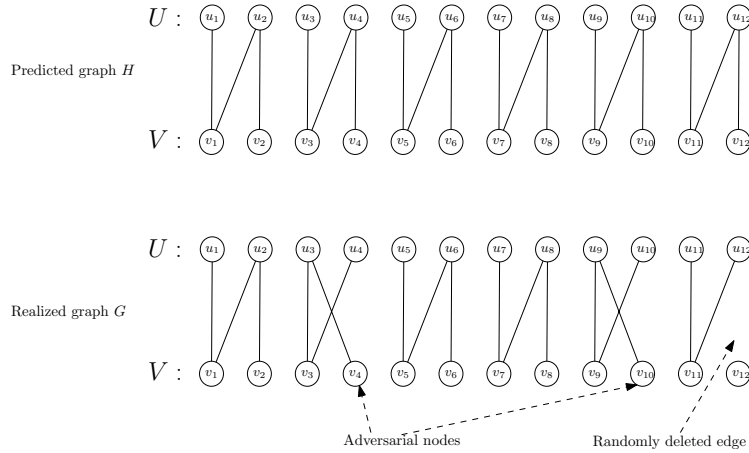 U : u₁ u₂ u₃ u₄ u₅ u₆ u₇ u₈ u₉ u₁₀ u₁₁ u₁₂
Predicted graph H
V : v₁ v₂ v₃ v₄ v₅ v₆ v₇ v₈ v₉ v₁₀ v₁₁ v₁₂
U : u₁ u₂ u₃ u₄ u₅ u₆ u₇ u₈ u₉ u₁₀ u₁₁ u₁₂
Realized graph G
V : v₁ v₂ v₃ v₄ v₅ v₆ v₇ v₈ v₉ v₁₀ v₁₁ v₁₂
Adversarial nodes Randomly deleted edge